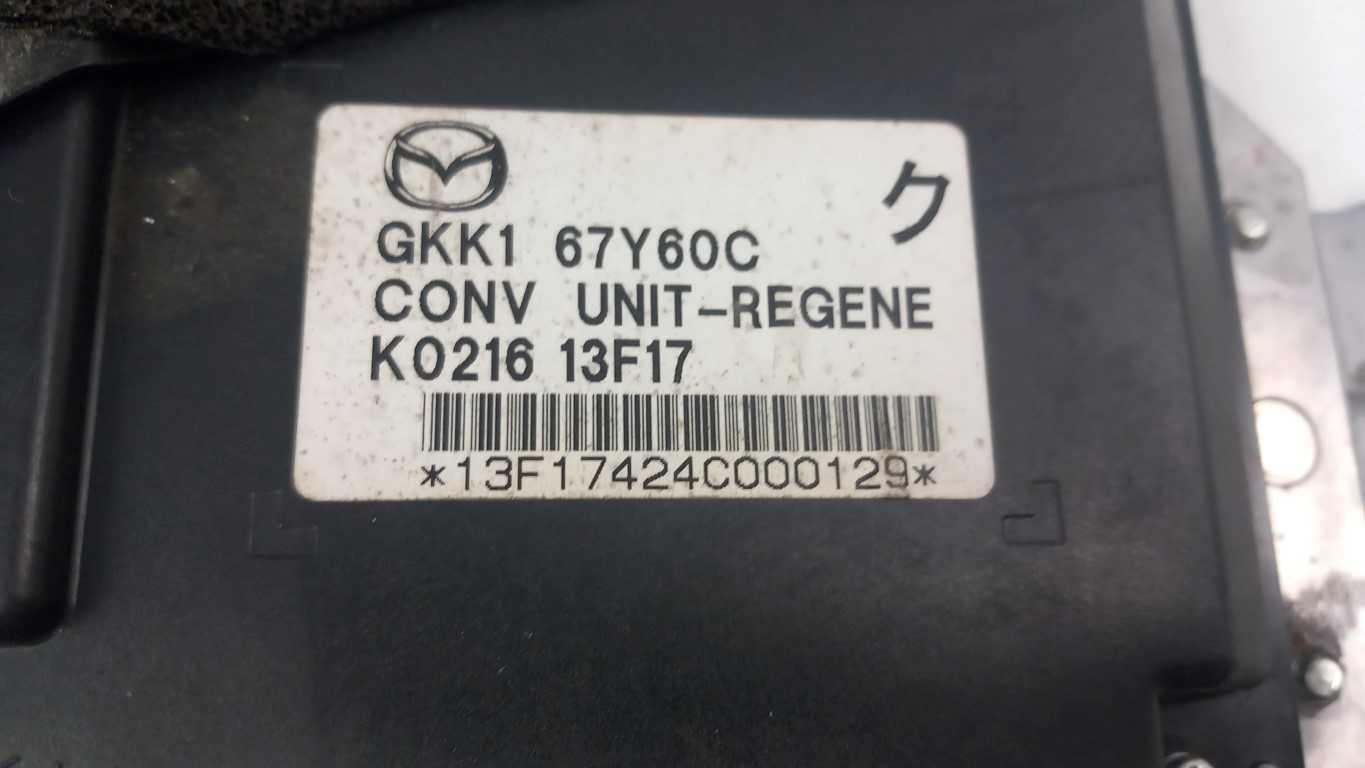 ク
GKK1 67Y60C
CONV UNIT-REGENE
K0216 13F17
*13F17424C000129*